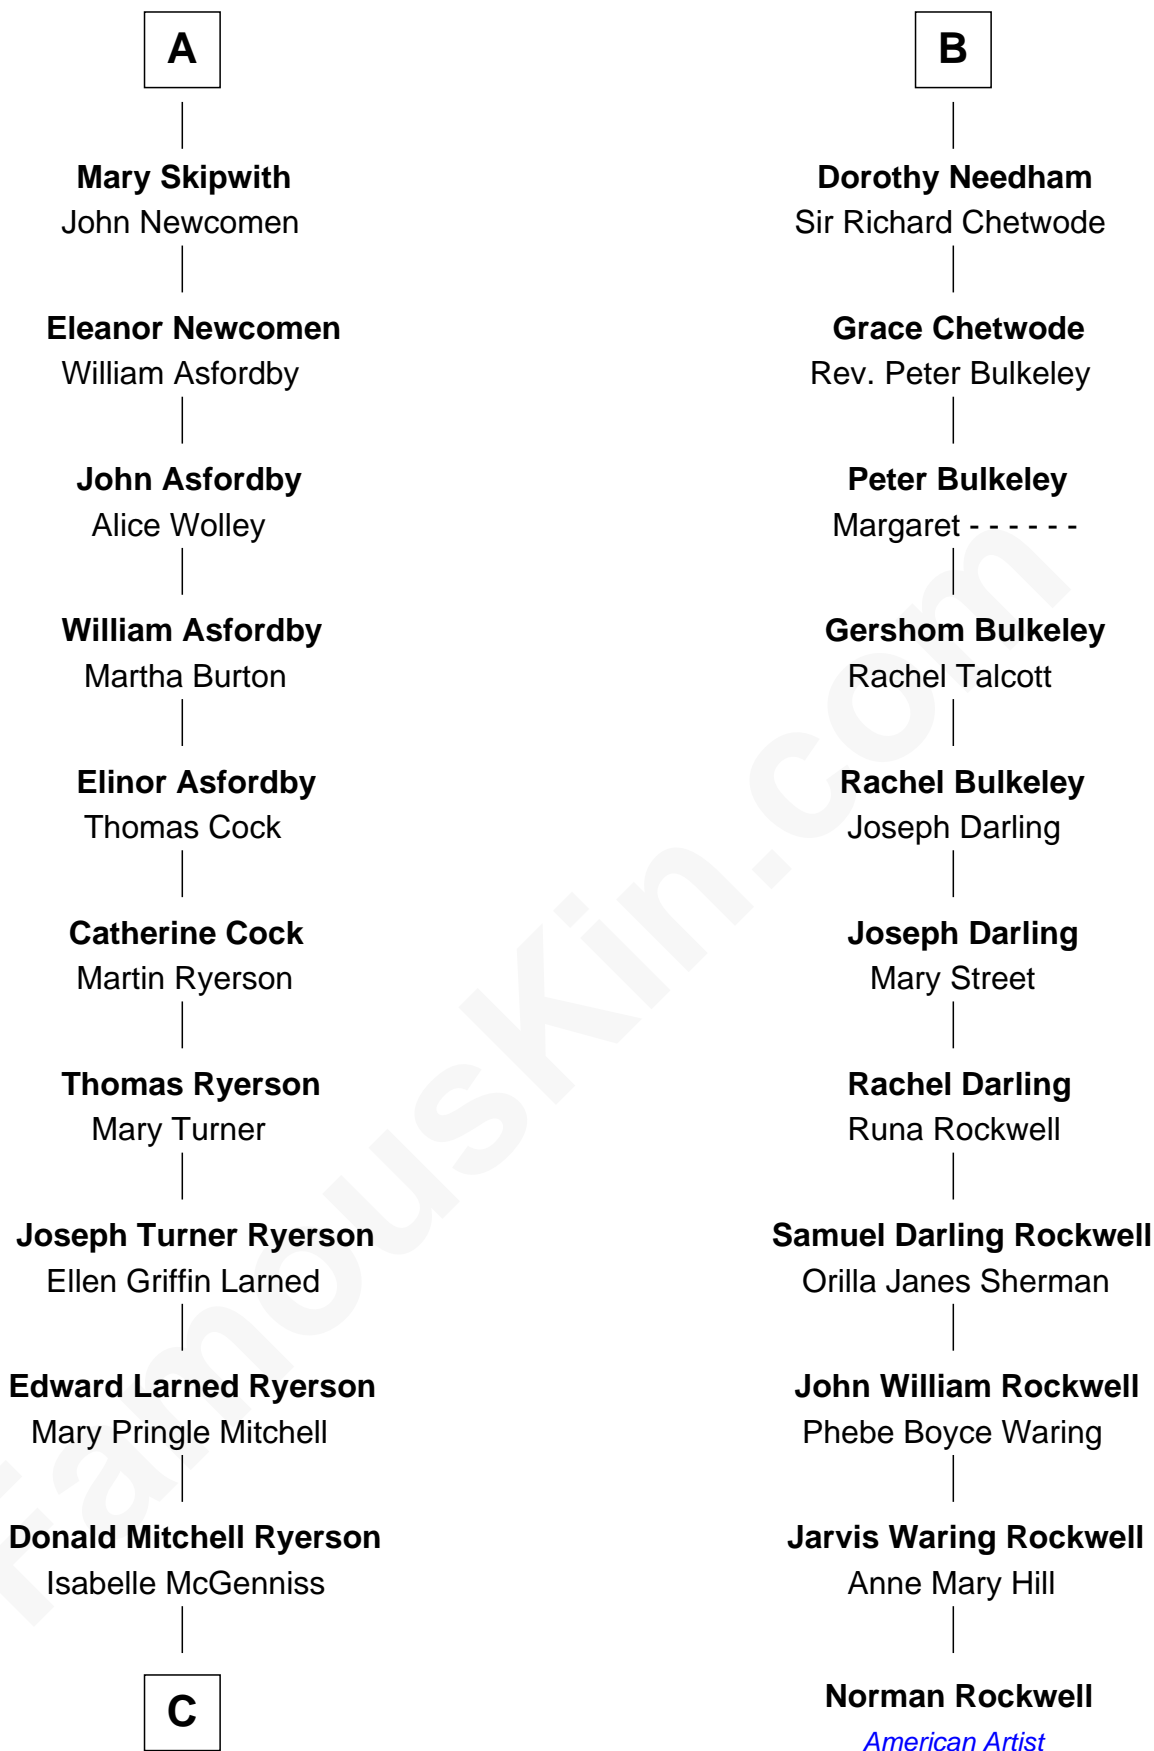 A
Mary Skipwith
John Newcomen
Eleanor Newcomen
William Asfordby
John Asfordby
Alice Wolley
William Asfordby
Martha Burton
Elinor Asfordby
Thomas Cock
Catherine Cock
Martin Ryerson
Thomas Ryerson
Mary Turner
Joseph Turner Ryerson
Ellen Griffin Larned
Edward Larned Ryerson
Mary Pringle Mitchell
Donald Mitchell Ryerson
Isabelle McGenniss
C
B
Dorothy Needham
Sir Richard Chetwode
Grace Chetwode
Rev. Peter Bulkeley
Peter Bulkeley
Margaret - - - - - -
Gershom Bulkeley
Rachel Talcott
Rachel Bulkeley
Joseph Darling
Joseph Darling
Mary Street
Rachel Darling
Runa Rockwell
Samuel Darling Rockwell
Orilla Janes Sherman
John William Rockwell
Phebe Boyce Waring
Jarvis Waring Rockwell
Anne Mary Hill
Norman Rockwell
American Artist
FamousKin.com